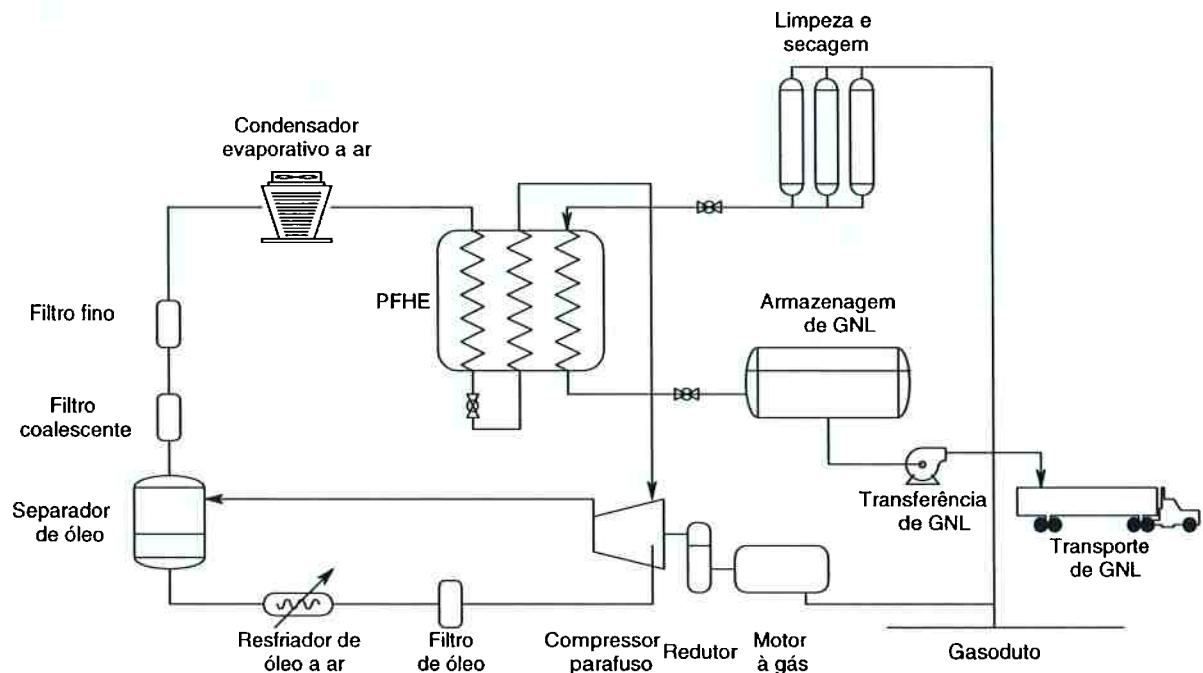 Limpeza e
secagem
Condensador
evaporativo a ar
PFHE
Armazenagem
de GNL
Filtro fino
Filtro
coalescente
Separador
de óleo
Transferência
de GNL
Transporte
de GNL
Resfriador de
óleo a ar
Filtro
de óleo
Compressor
parafuso
Redutor
Motor
à gás
Gasoduto